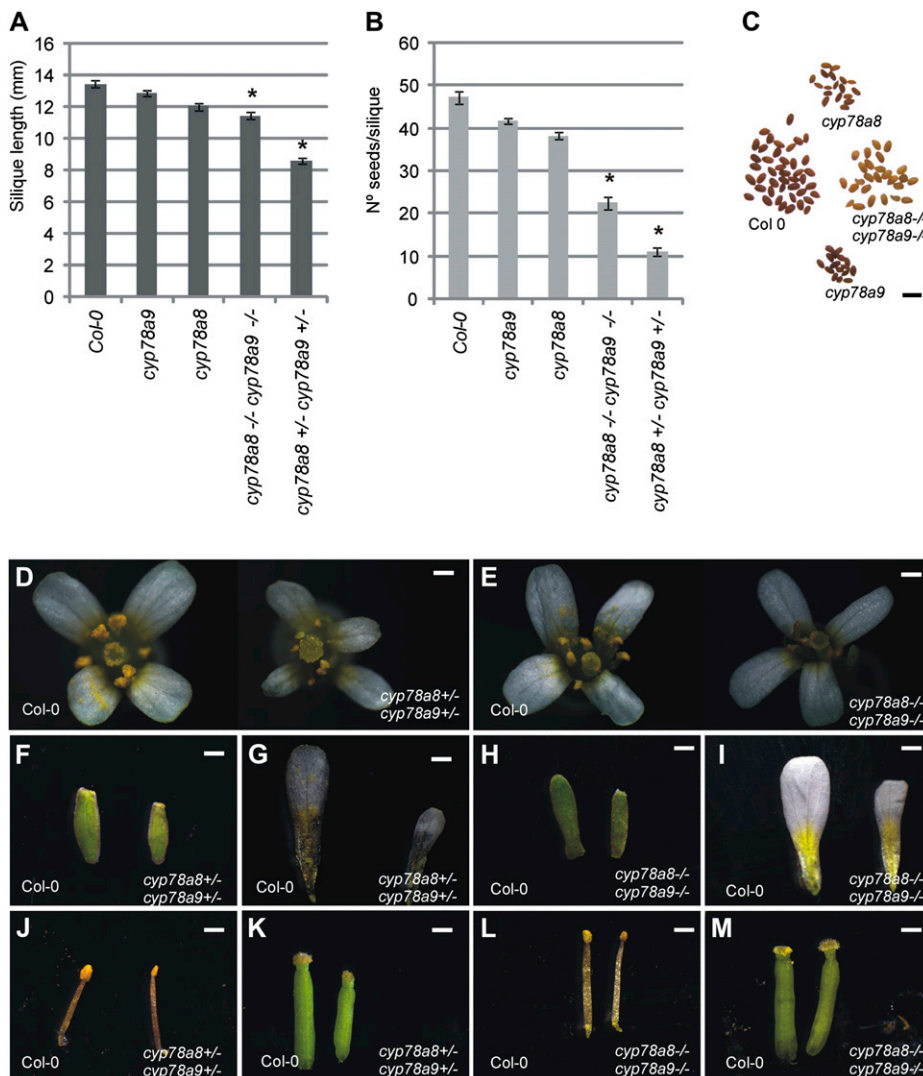 A
Silique length (mm)
16
14
12
10
8
6
4
2
0
*
*
Col-0
cyp78a9
cyp78a8
cyp78a8 -/- cyp78a9 -/-
cyp78a8 +/- cyp78a9 +/-
B
Nº seeds/silique
60
50
40
30
20
10
0
*
*
Col-0
cyp78a9
cyp78a8
cyp78a8 -/- cyp78a9 -/-
cyp78a8 +/- cyp78a9 +/-
C
cyp78a8
Col 0
cyp78a8-/-
cyp78a9-/-
cyp78a9
D
Col-0
cyp78a8+/-
cyp78a9+/-
E
Col-0
cyp78a8-/-
cyp78a9-/-
F
Col-0
cyp78a8+/-
cyp78a9+/-
G
Col-0
cyp78a8+/-
cyp78a9+/-
H
Col-0
cyp78a8-/-
cyp78a9-/-
I
Col-0
cyp78a8-/-
cyp78a9-/-
J
Col-0
cyp78a8+/-
cyp78a9+/-
K
Col-0
cyp78a8+/-
cyp78a9+/-
L
Col-0
cyp78a8-/-
cyp78a9-/-
M
Col-0
cyp78a8-/-
cyp78a9-/-